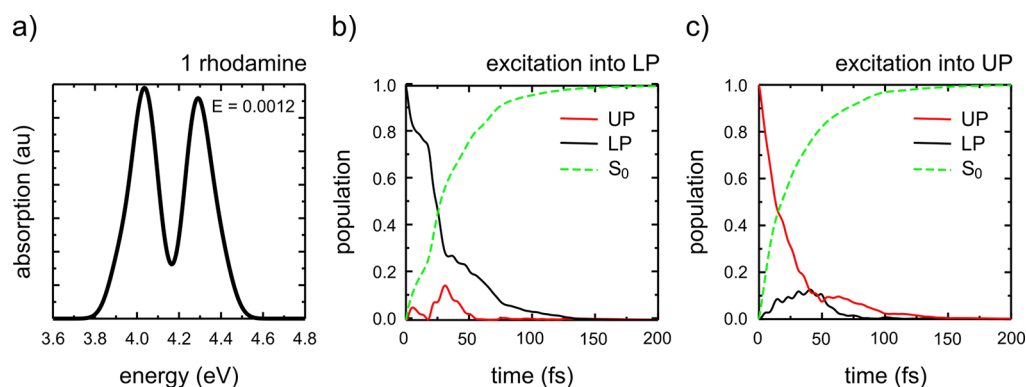 a)
1 rhodamine
E = 0.0012
absorption (au)
3.6 3.8 4.0 4.2 4.4 4.6 4.8
energy (eV)
b)
excitation into LP
1.0
0.8
0.6
0.4
0.2
0.0
population
UP
LP
S0
0 50 100 150 200
time (fs)
c)
excitation into UP
1.0
0.8
0.6
0.4
0.2
0.0
population
UP
LP
S0
0 50 100 150 200
time (fs)